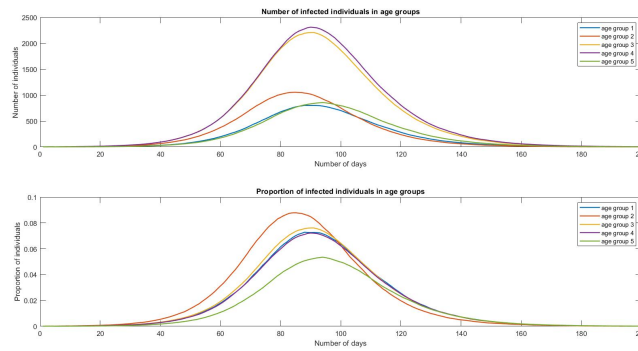 Number of infected individuals in age groups
2500
2000
1500
1000
500
0
Number of individuals
0 20 40 60 80 100 120 140 160 180
Number of days
age group 1
age group 2
age group 3
age group 4
age group 5
Proportion of infected individuals in age groups
0.1
0.08
0.06
0.04
0.02
0
Proportion of individuals
0 20 40 60 80 100 120 140 160 180
Number of days
age group 1
age group 2
age group 3
age group 4
age group 5